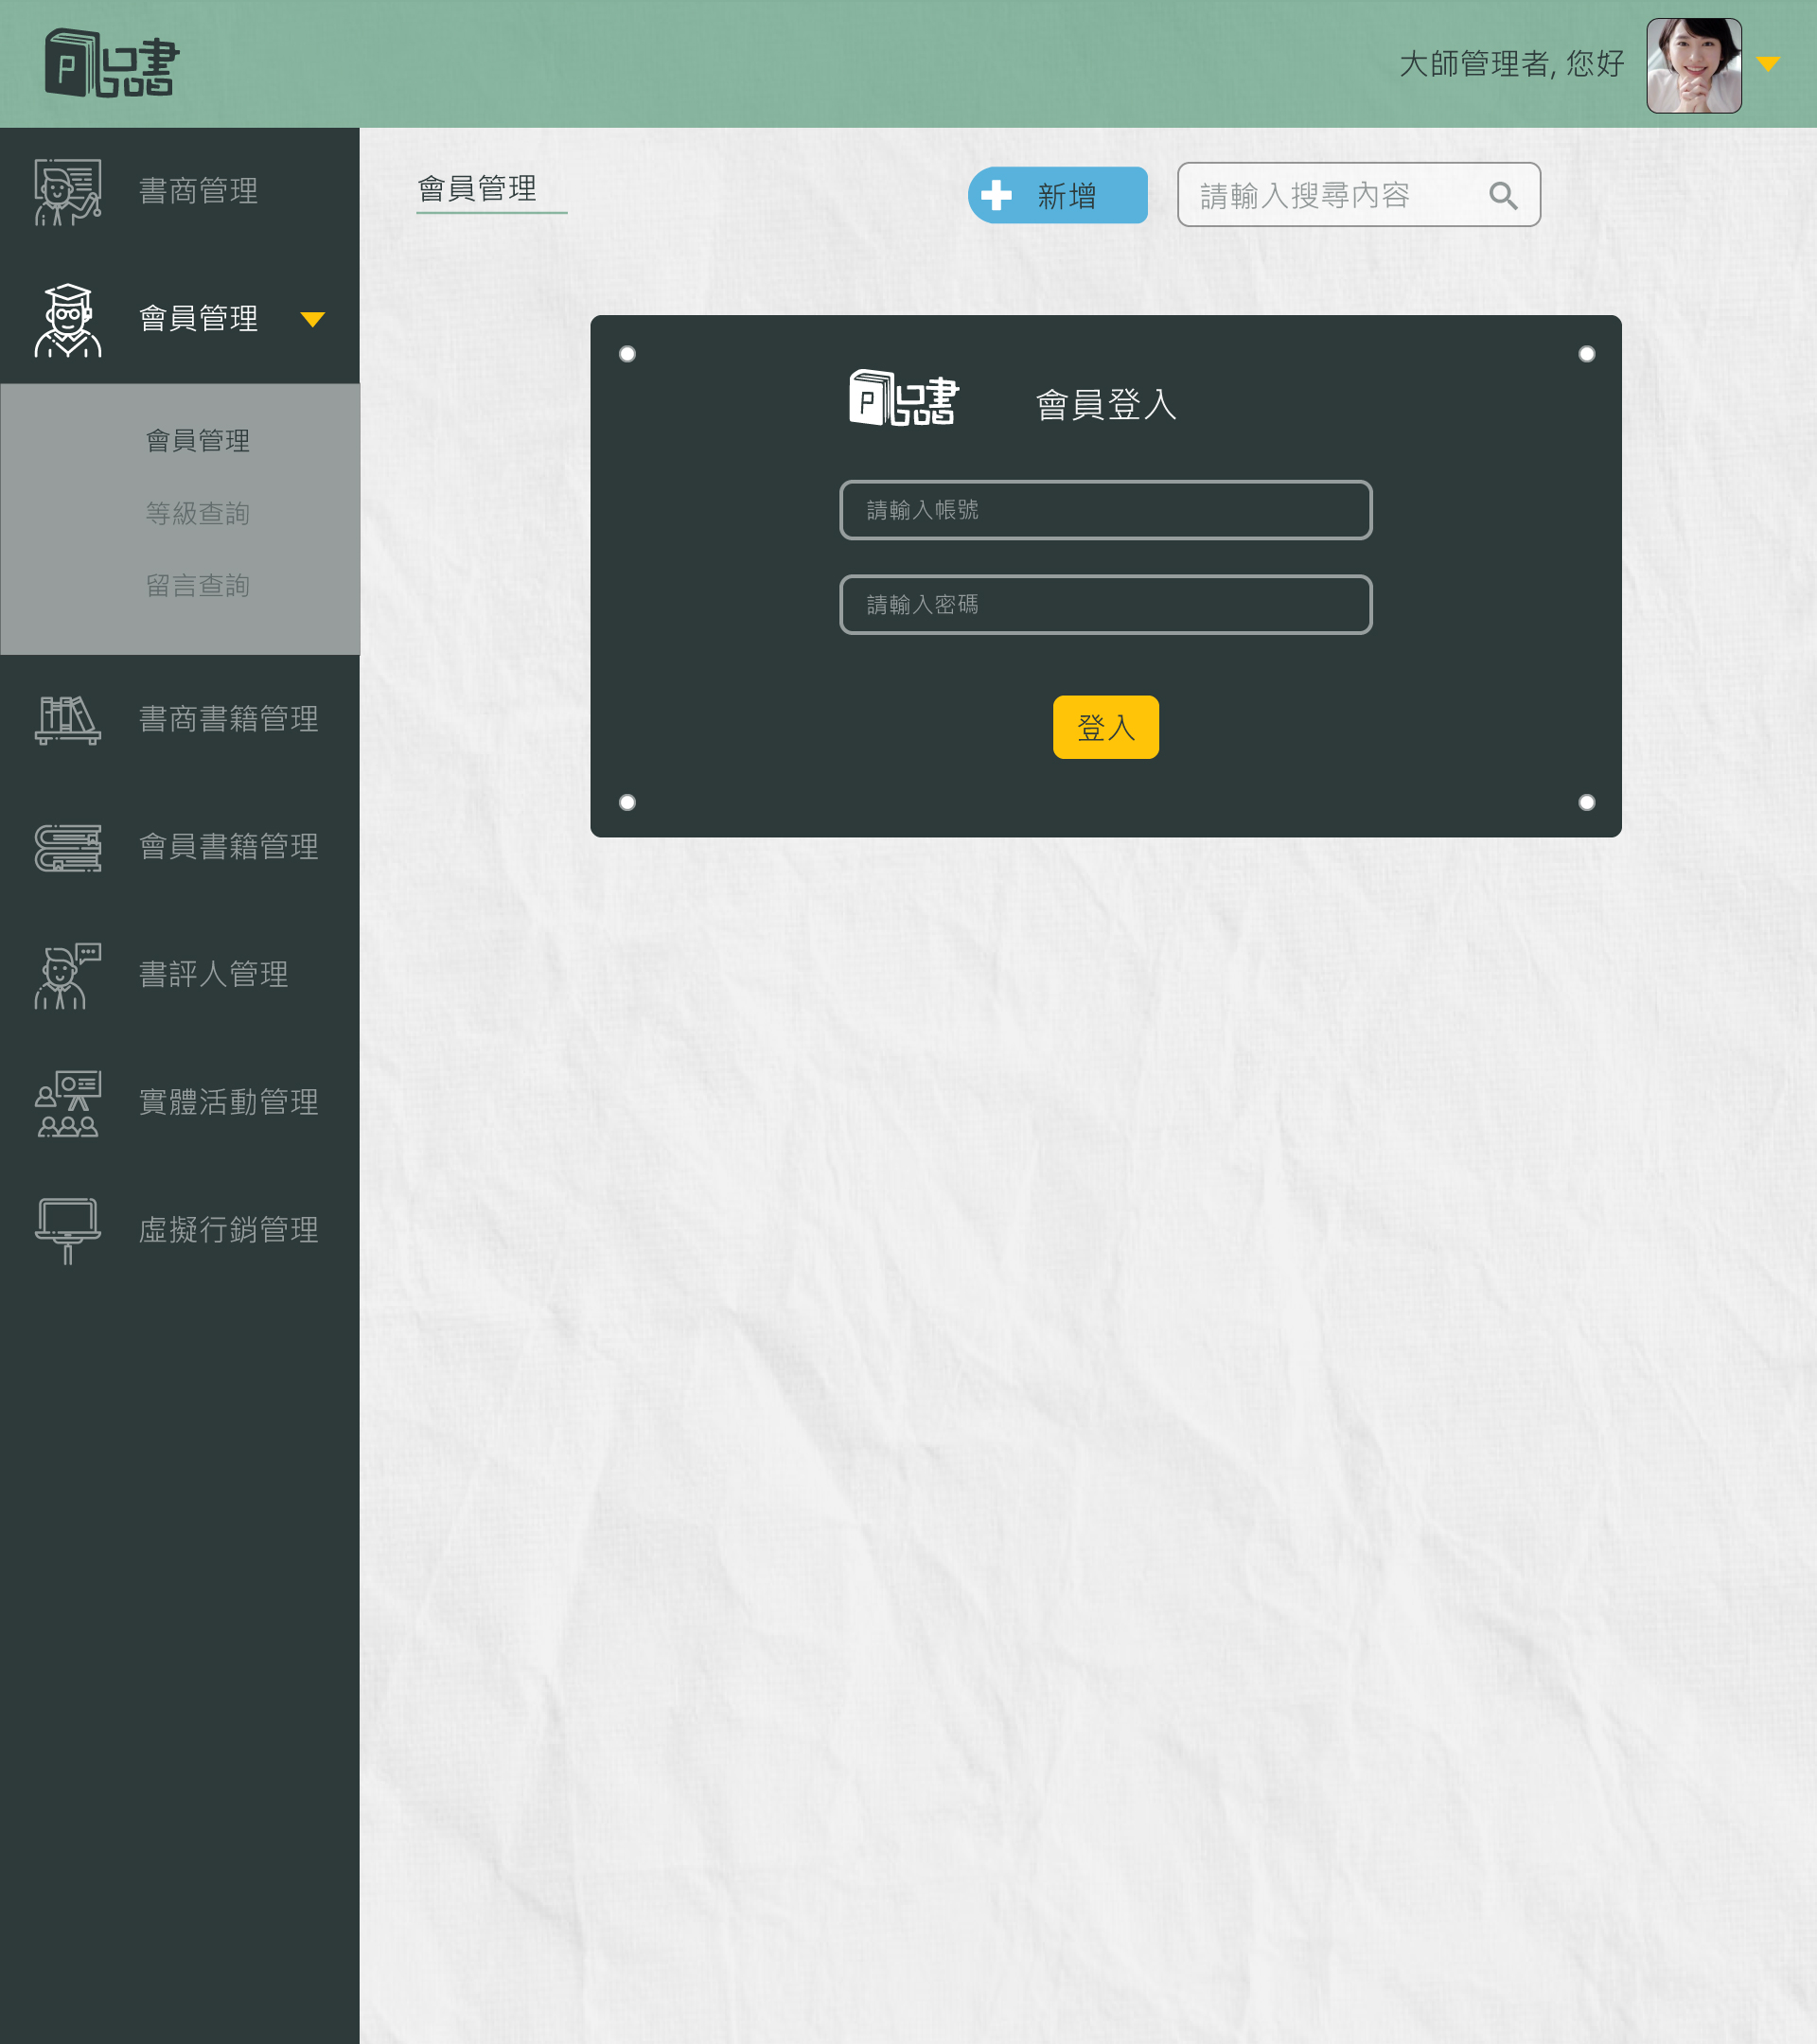 品書
大師管理者, 您好
書商管理
會員管理
會員管理
等級查詢
留言查詢
書商書籍管理
會員書籍管理
書評人管理
實體活動管理
虛擬行銷管理
會員管理
新增
請輸入搜尋內容
P品書
會員登入
請輸入帳號
請輸入密碼
登入